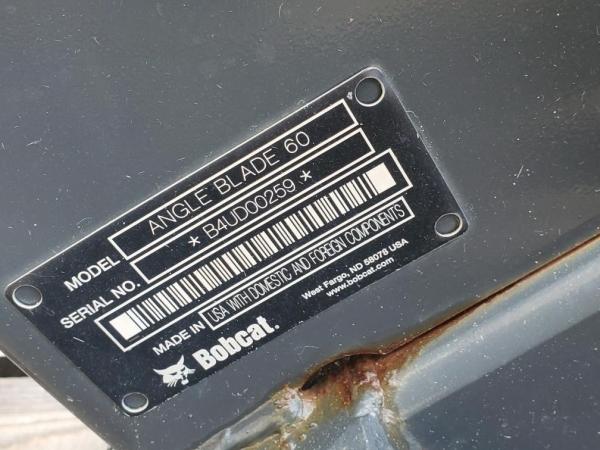 MODEL ANGLE BLADE 60
SERIAL NO. * B4UD00259 *
MADE IN USA WITH DOMESTIC AND FOREIGN COMPONENTS
Bobcat.
West Fargo, ND 58078 USA
www.bobcat.com